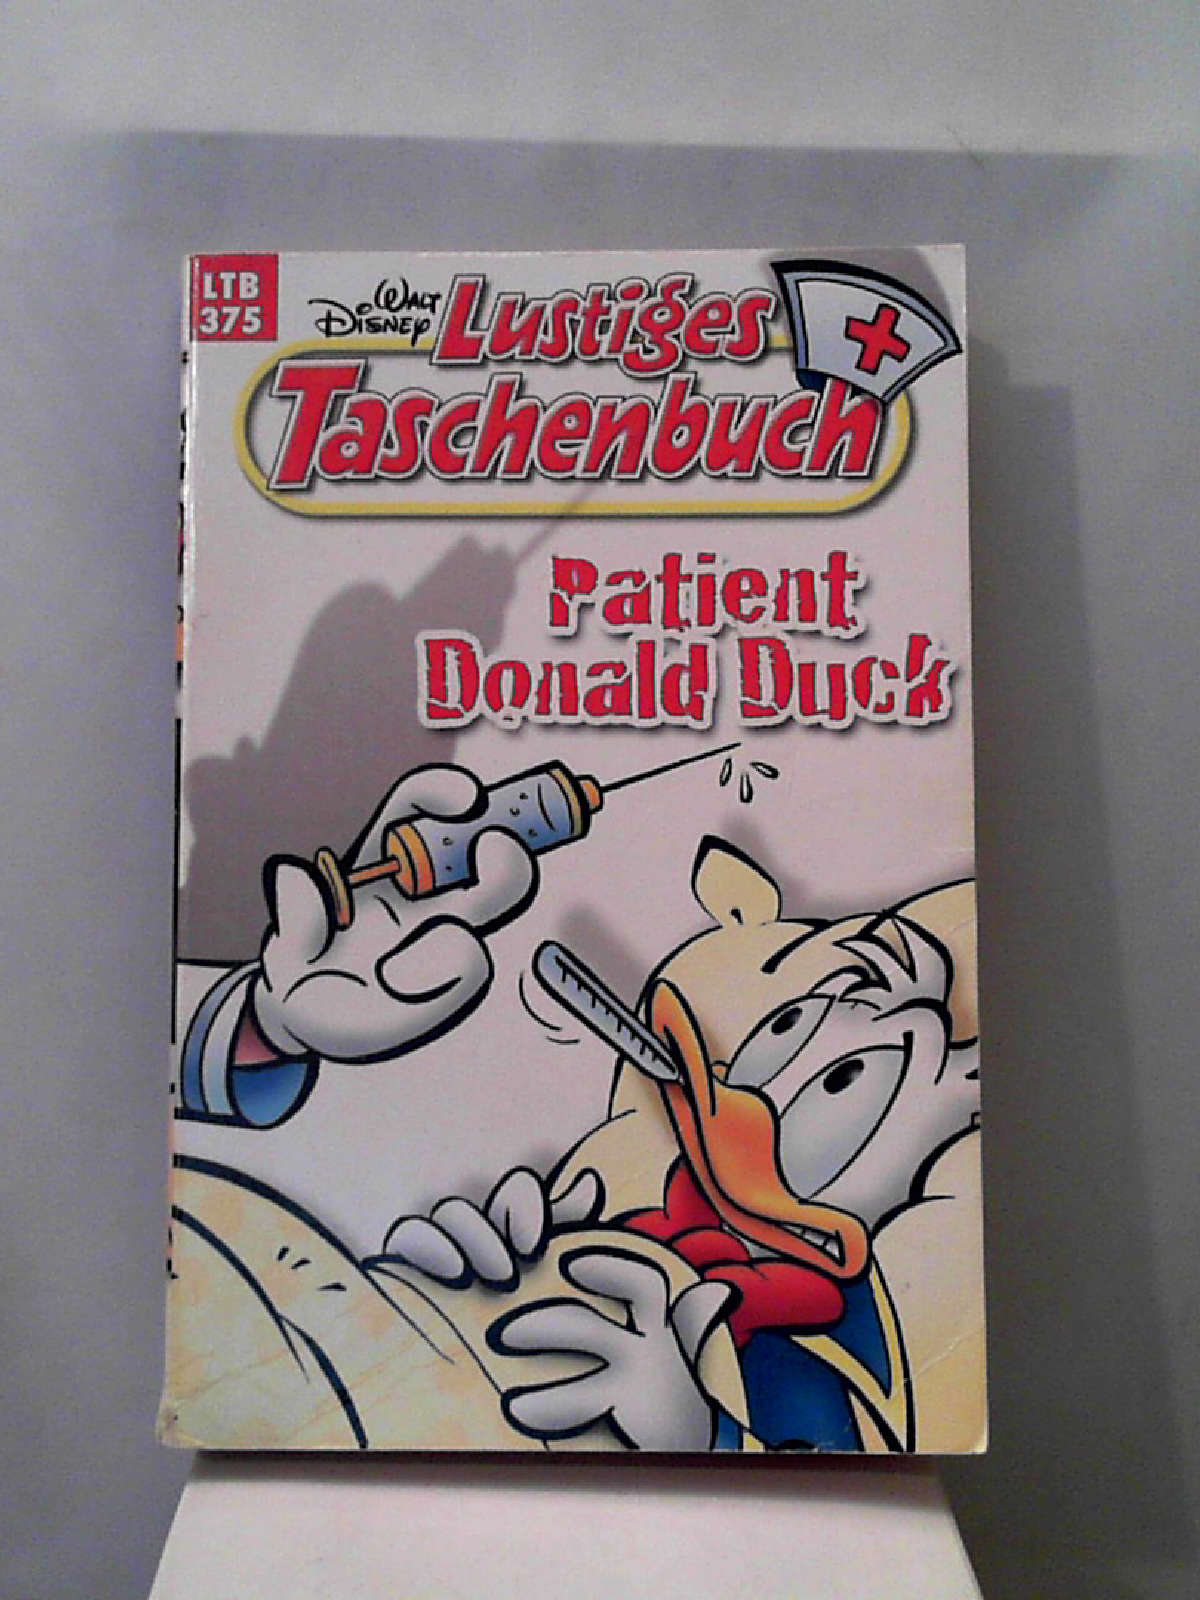 LTB
375
Walt
Disney
Lustiges
Taschenbuch
Patient
Donald Duck